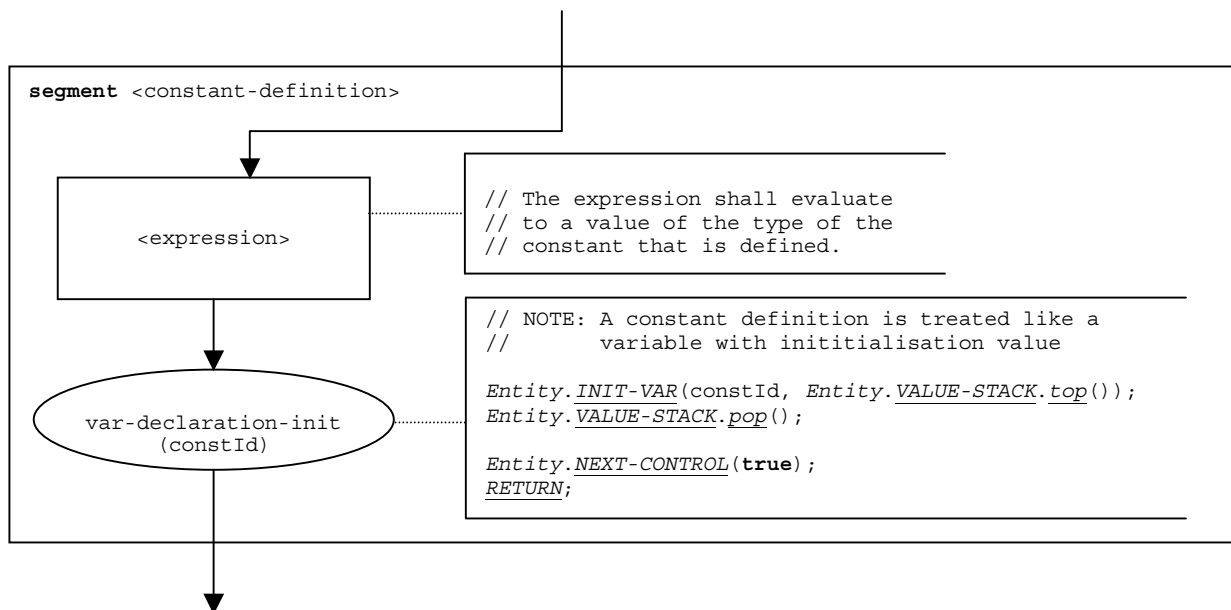 segment <constant-definition>
// The expression shall evaluate
// to a value of the type of the
// constant that is defined.
<expression>
// NOTE: A constant definition is treated like a
//       variable with inititialisation value
Entity.INIT-VAR(constId, Entity.VALUE-STACK.top());
Entity.VALUE-STACK.pop();
var-declaration-init
(constId)
Entity.NEXT-CONTROL(true);
RETURN;